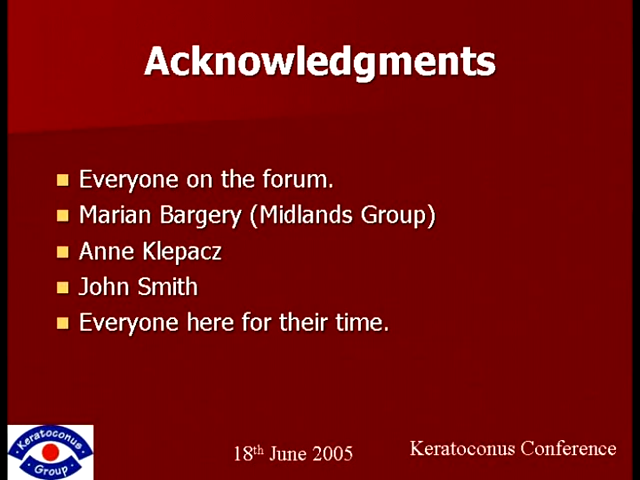 Acknowledgments
Everyone on the forum.
Marian Bargery (Midlands Group)
Anne Klepacz
John Smith
Everyone here for their time.
Keratoconus
Group
18th June 2005
Keratoconus Conference